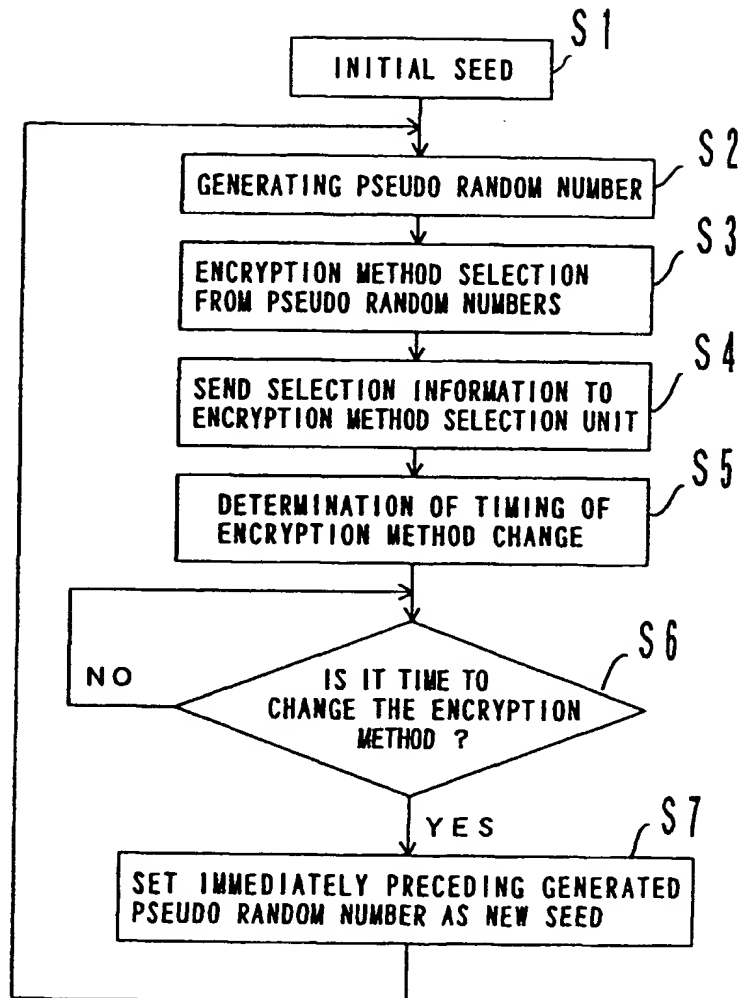 S1
INITIAL SEED
S2
GENERATING PSEUDO RANDOM NUMBER
S3
ENCRYPTION METHOD SELECTION
FROM PSEUDO RANDOM NUMBERS
S4
SEND SELECTION INFORMATION TO
ENCRYPTION METHOD SELECTION UNIT
S5
DETERMINATION OF TIMING OF
ENCRYPTION METHOD CHANGE
S6
NO
IS IT TIME TO
CHANGE THE ENCRYPTION
METHOD ?
YES
S7
SET IMMEDIATELY PRECEDING GENERATED
PSEUDO RANDOM NUMBER AS NEW SEED